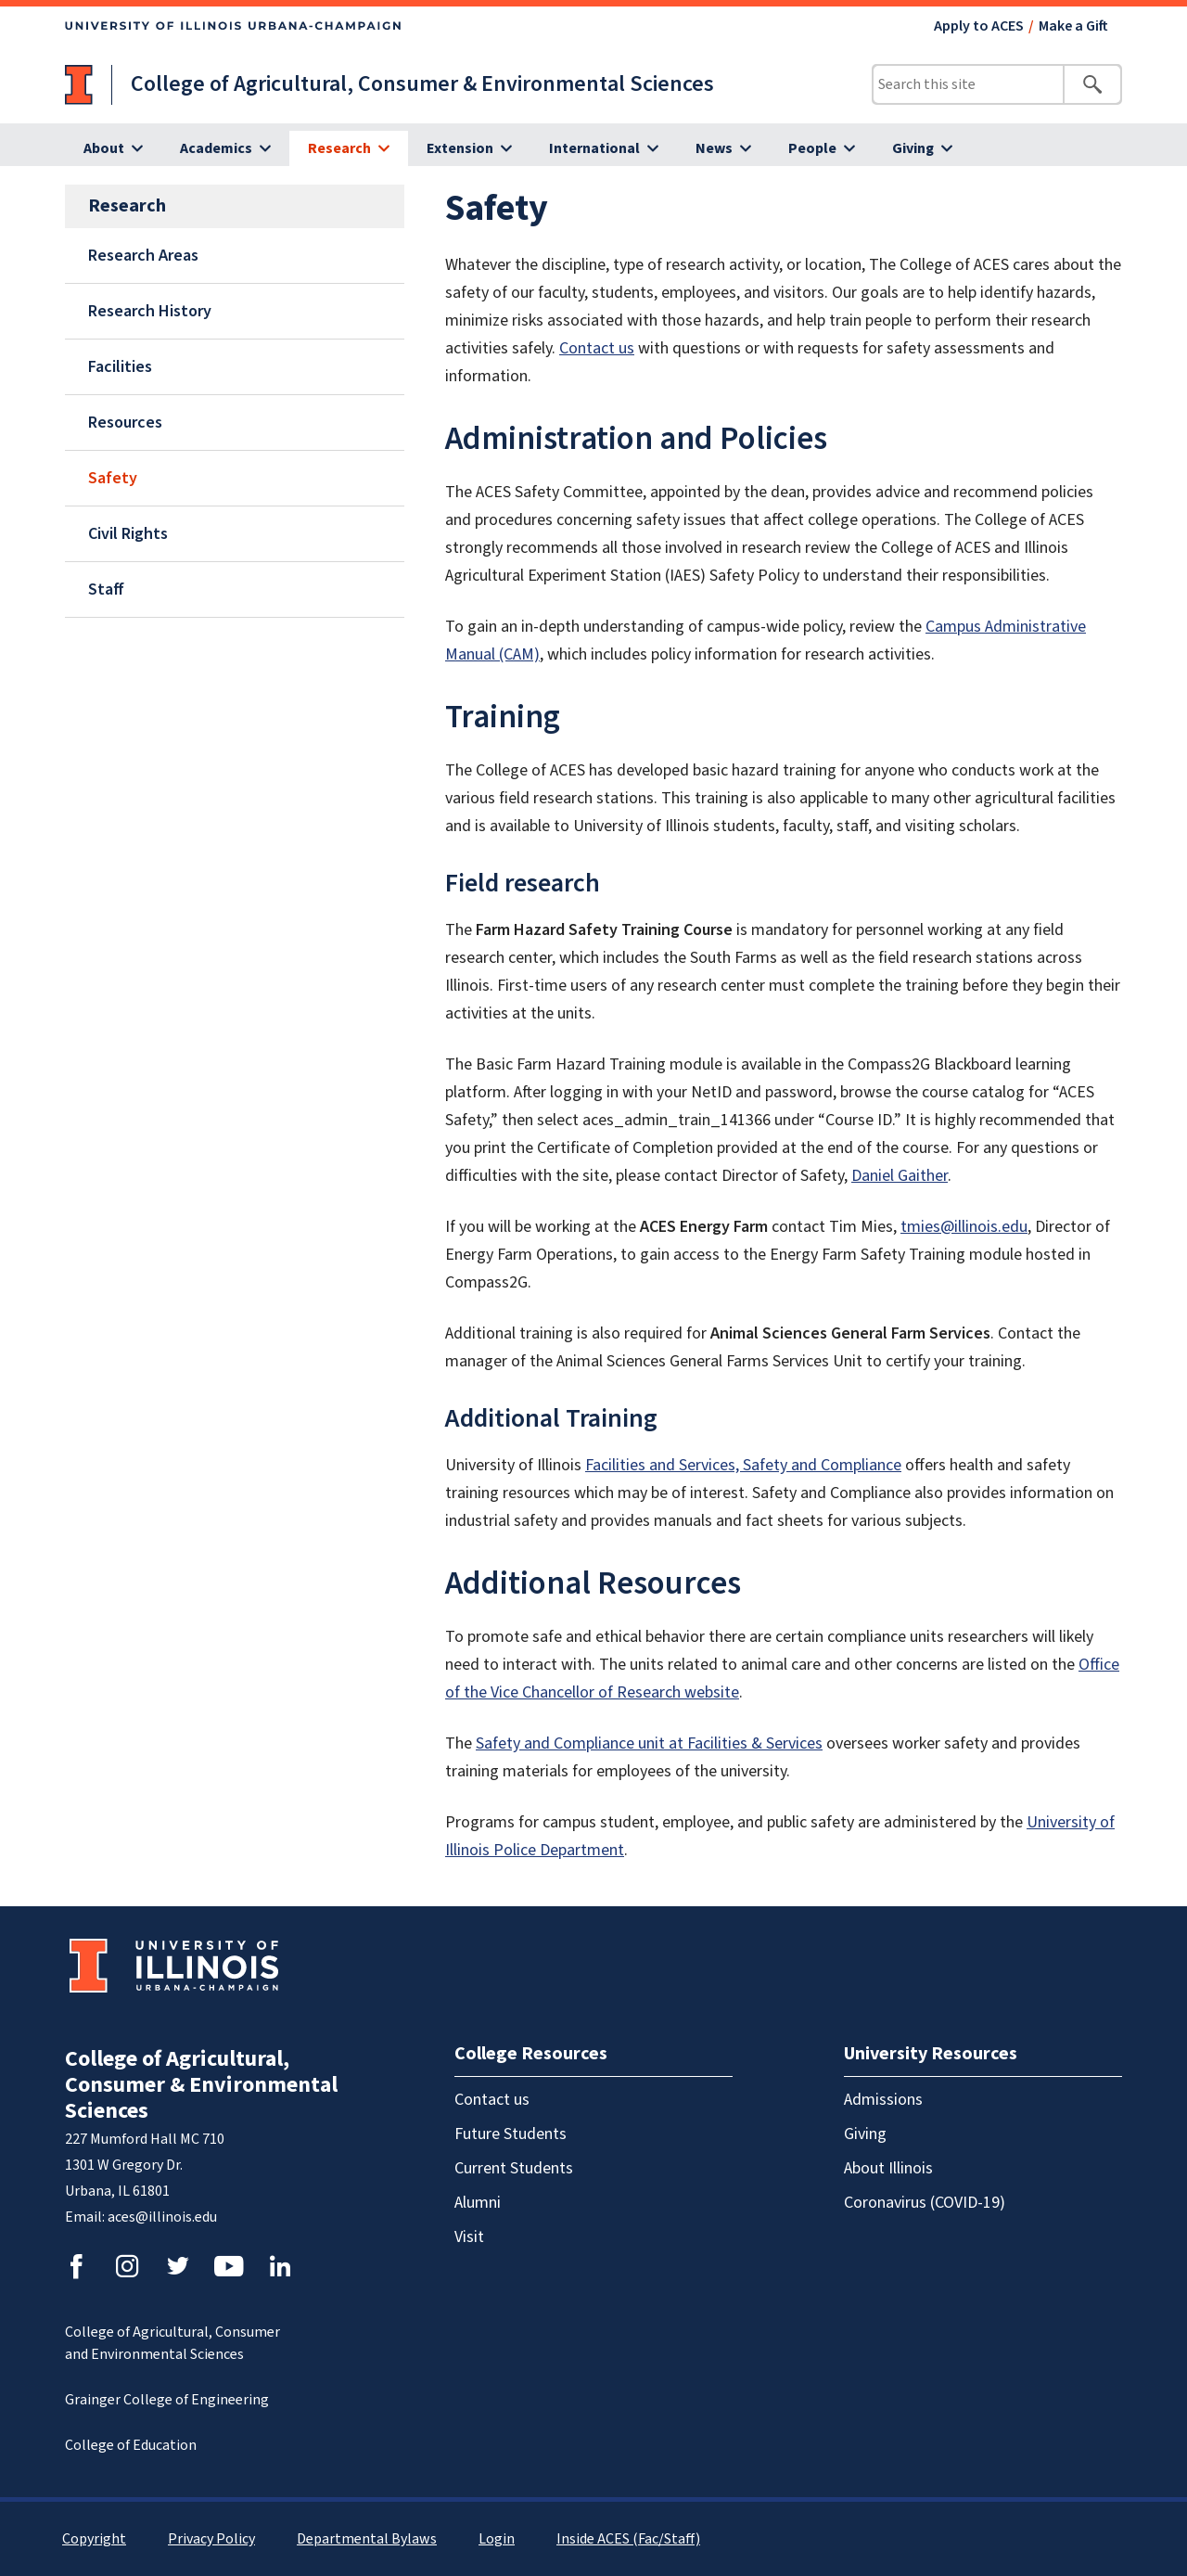 UNIVERSITY OF ILLINOIS URBANA-CHAMPAIGN
Apply to ACES / Make a Gift
College of Agricultural, Consumer & Environmental Sciences
Search this site
About
Academics
Research
Extension
International
News
People
Giving
Research
Research Areas
Research History
Facilities
Resources
Safety
Civil Rights
Staff
Safety
Whatever the discipline, type of research activity, or location, The College of ACES cares about the
safety of our faculty, students, employees, and visitors. Our goals are to help identify hazards,
minimize risks associated with those hazards, and help train people to perform their research
activities safely. Contact us with questions or with requests for safety assessments and
information.
Administration and Policies
The ACES Safety Committee, appointed by the dean, provides advice and recommend policies
and procedures concerning safety issues that affect college operations. The College of ACES
strongly recommends all those involved in research review the College of ACES and Illinois
Agricultural Experiment Station (IAES) Safety Policy to understand their responsibilities.
To gain an in-depth understanding of campus-wide policy, review the Campus Administrative
Manual (CAM), which includes policy information for research activities.
Training
The College of ACES has developed basic hazard training for anyone who conducts work at the
various field research stations. This training is also applicable to many other agricultural facilities
and is available to University of Illinois students, faculty, staff, and visiting scholars.
Field research
The Farm Hazard Safety Training Course is mandatory for personnel working at any field
research center, which includes the South Farms as well as the field research stations across
Illinois. First-time users of any research center must complete the training before they begin their
activities at the units.
The Basic Farm Hazard Training module is available in the Compass2G Blackboard learning
platform. After logging in with your NetID and password, browse the course catalog for “ACES
Safety,” then select aces_admin_train_141366 under “Course ID.” It is highly recommended that
you print the Certificate of Completion provided at the end of the course. For any questions or
difficulties with the site, please contact Director of Safety, Daniel Gaither.
If you will be working at the ACES Energy Farm contact Tim Mies, tmies@illinois.edu, Director of
Energy Farm Operations, to gain access to the Energy Farm Safety Training module hosted in
Compass2G.
Additional training is also required for Animal Sciences General Farm Services. Contact the
manager of the Animal Sciences General Farms Services Unit to certify your training.
Additional Training
University of Illinois Facilities and Services, Safety and Compliance offers health and safety
training resources which may be of interest. Safety and Compliance also provides information on
industrial safety and provides manuals and fact sheets for various subjects.
Additional Resources
To promote safe and ethical behavior there are certain compliance units researchers will likely
need to interact with. The units related to animal care and other concerns are listed on the Office
of the Vice Chancellor of Research website.
The Safety and Compliance unit at Facilities & Services oversees worker safety and provides
training materials for employees of the university.
Programs for campus student, employee, and public safety are administered by the University of
Illinois Police Department.
UNIVERSITY OF
ILLINOIS
URBANA-CHAMPAIGN
College of Agricultural,
Consumer & Environmental
Sciences
227 Mumford Hall MC 710
1301 W Gregory Dr.
Urbana, IL 61801
Email: aces@illinois.edu
College of Agricultural, Consumer
and Environmental Sciences
Grainger College of Engineering
College of Education
College Resources
Contact us
Future Students
Current Students
Alumni
Visit
University Resources
Admissions
Giving
About Illinois
Coronavirus (COVID-19)
Copyright
Privacy Policy
Departmental Bylaws
Login
Inside ACES (Fac/Staff)